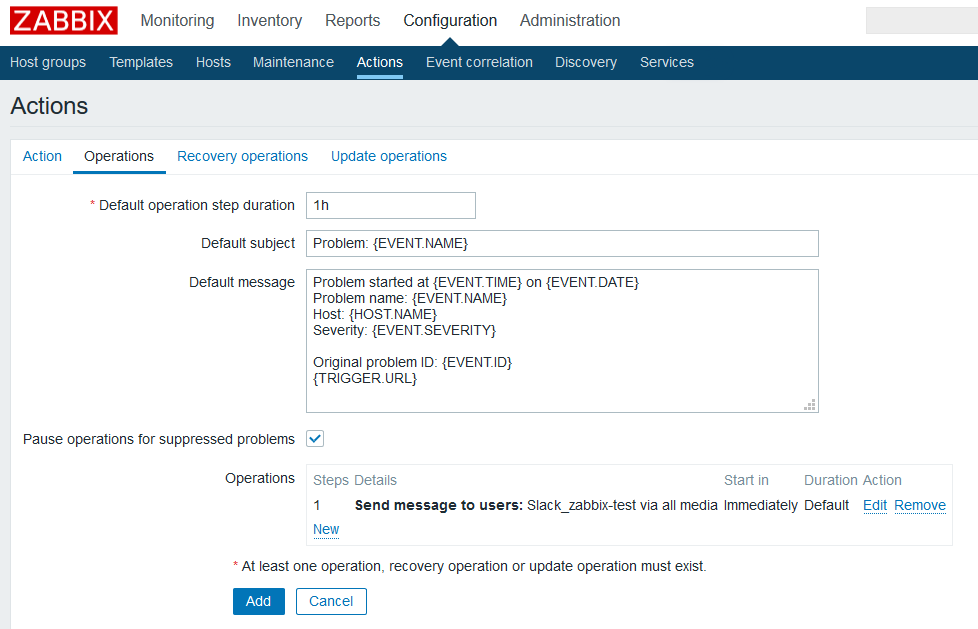 ZABBIX Monitoring Inventory Reports Configuration Administration
Host groups Templates Hosts Maintenance Actions Event correlation Discovery Services
Actions
Action Operations Recovery operations Update operations
* Default operation step duration 1h
Default subject Problem: {EVENT.NAME}
Default message Problem started at {EVENT.TIME} on {EVENT.DATE}
Problem name: {EVENT.NAME}
Host: {HOST.NAME}
Severity: {EVENT.SEVERITY}
Original problem ID: {EVENT.ID}
{TRIGGER.URL}
Pause operations for suppressed problems
Operations Steps Details Start in Duration Action
1 Send message to users: Slack_zabbix-test via all media Immediately Default Edit Remove
New
* At least one operation, recovery operation or update operation must exist.
Add Cancel